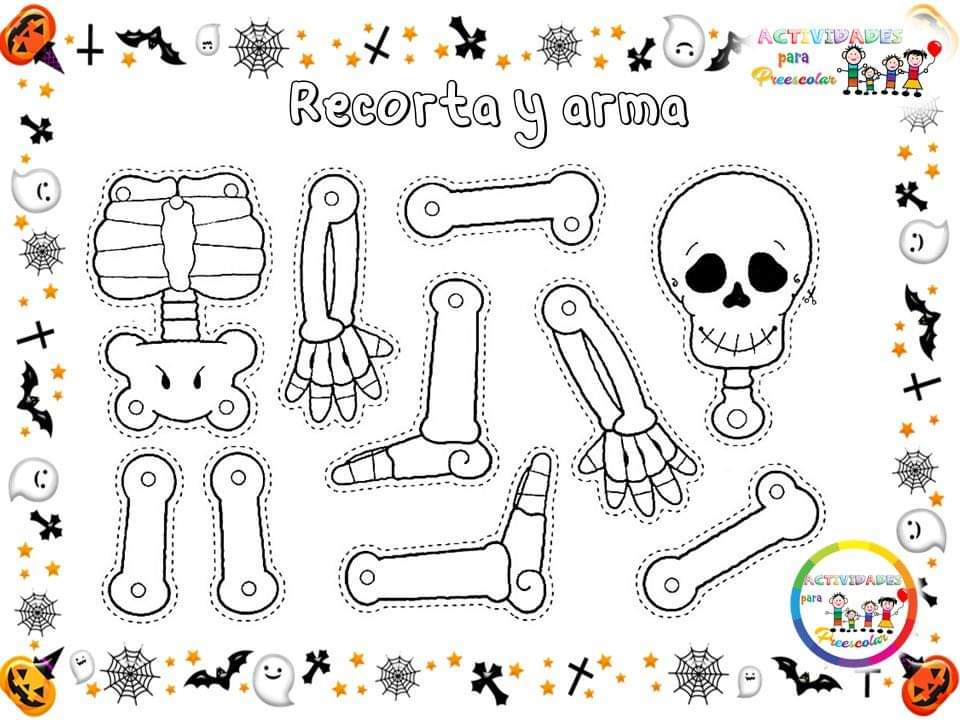 ACTIVIDADES
para
Preescolar
Recorta y arma
ACTIVIDADES
para
Preescolar